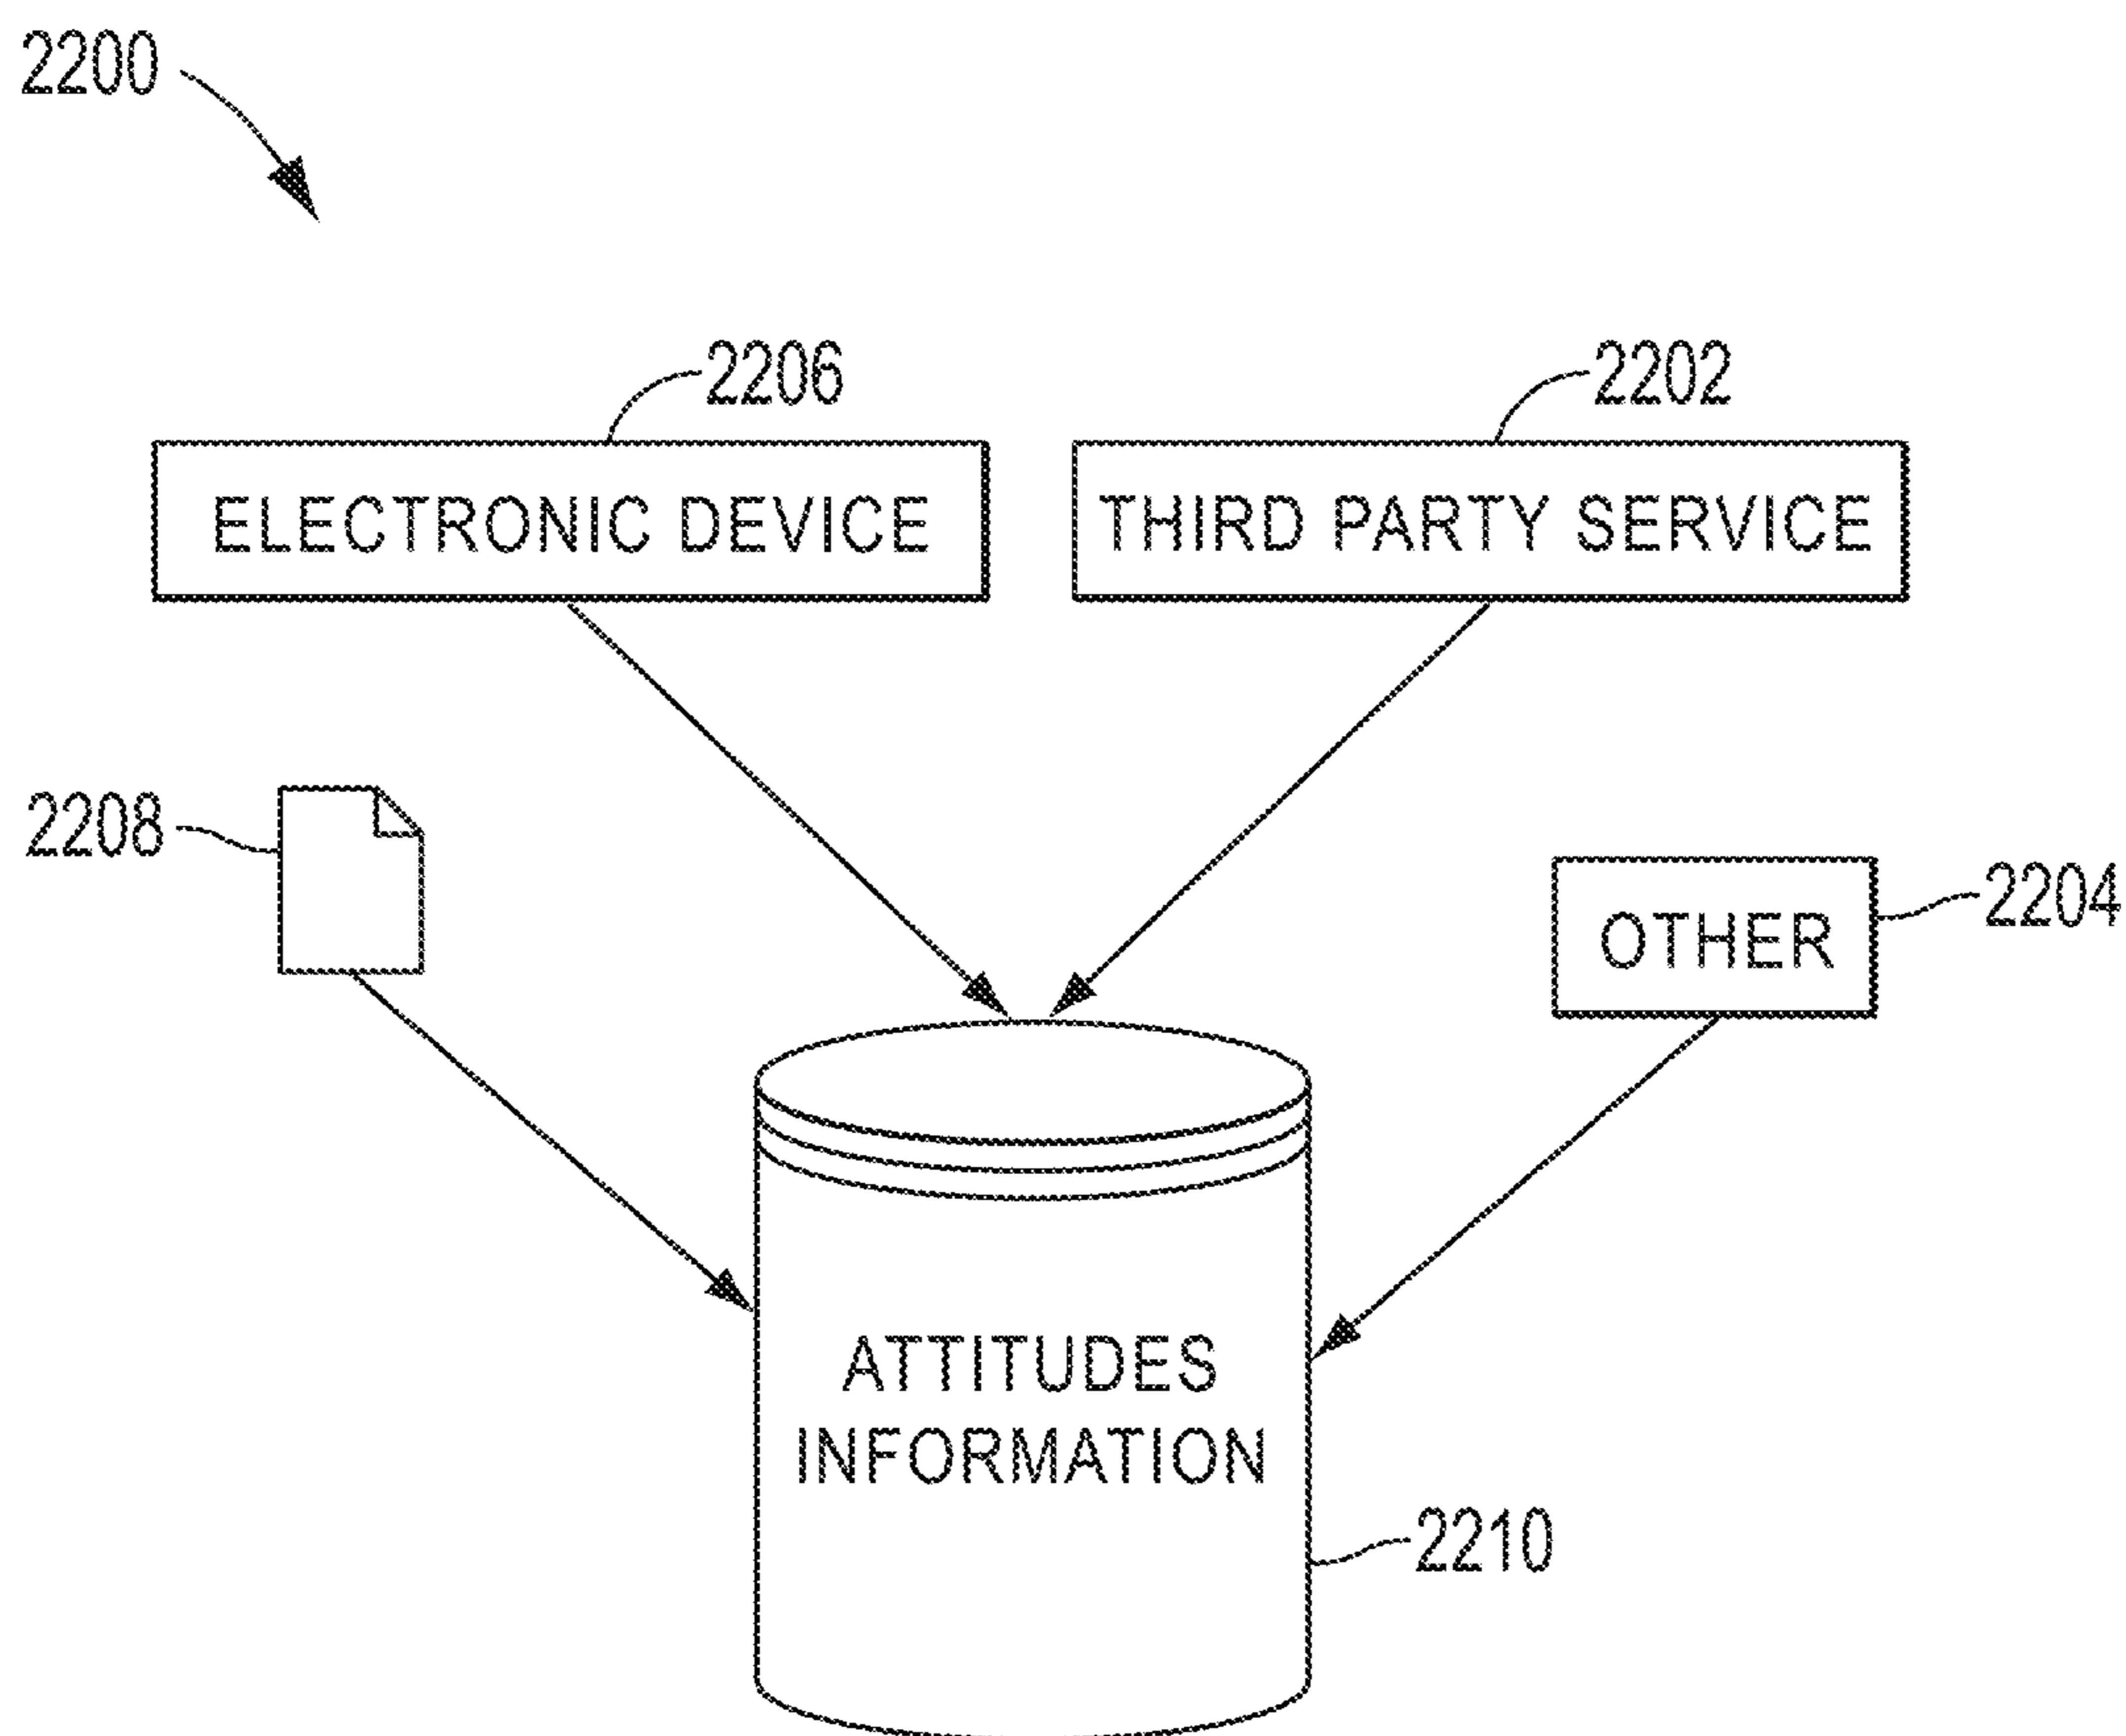 2200
2206
2202
ELECTRONIC DEVICE
THIRD PARTY SERVICE
2208
OTHER
2204
ATTITUDES
INFORMATION
2210